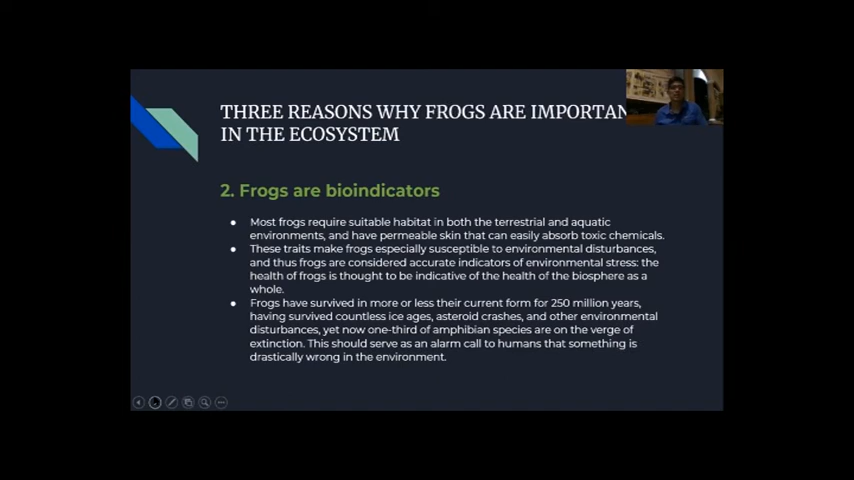 THREE REASONS WHY FROGS ARE IMPORTAN
IN THE ECOSYSTEM
2. Frogs are bioindicators
● Most frogs require suitable habitat in both the terrestrial and aquatic
environments, and have permeable skin that can easily absorb toxic chemicals.
● These traits make frogs especially susceptible to environmental disturbances,
and thus frogs are considered accurate indicators of environmental stress: the
health of frogs is thought to be indicative of the health of the biosphere as a
whole.
● Frogs have survived in more or less their current form for 250 million years,
having survived countless ice ages, asteroid crashes, and other environmental
disturbances, yet now one-third of amphibian species are on the verge of
extinction. This should serve as an alarm call to humans that something is
drastically wrong in the environment.